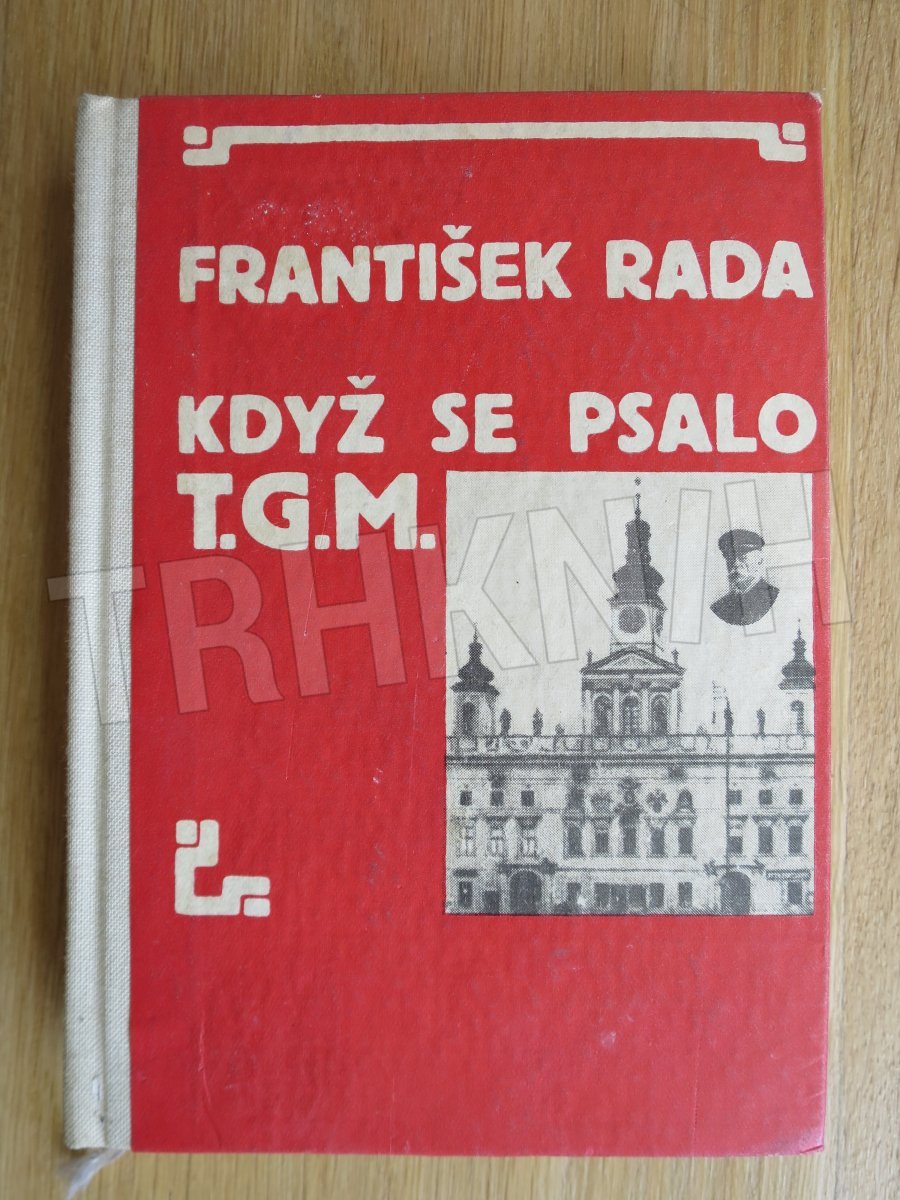 FRANTIŠEK RADA
KDYŽ SE PSALO
T.G.M.
TRHKNIH